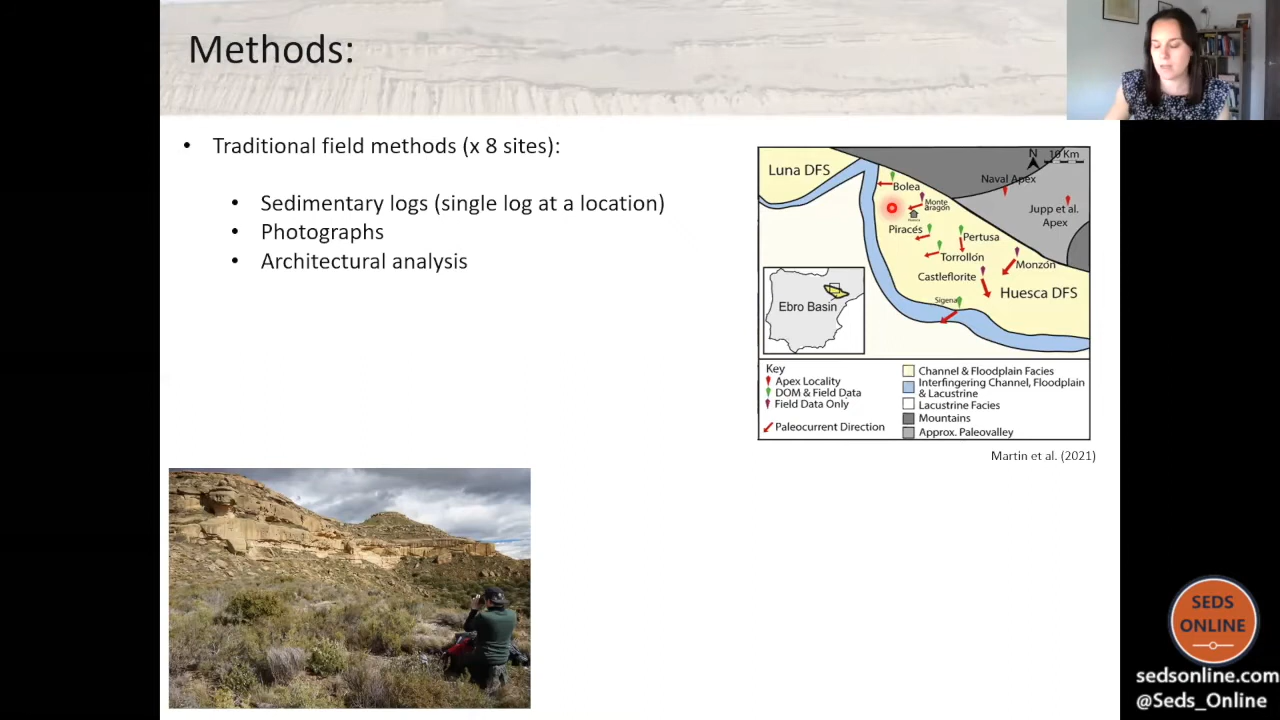 Methods:
• Traditional field methods (x 8 sites):
• Sedimentary logs (single log at a location)
• Photographs
• Architectural analysis
Luna DFS
N
10 Km
Naval Apex
Bolea
Monte
aragon
Jupp et al.
Apex
Piracés
Pertusa
Torrollón
Monzón
Castleflorite
Huesca DFS
Sigena
Ebro Basin
Key
Apex Locality
DOM & Field Data
Field Data Only
Paleocurrent Direction
Channel & Floodplain Facies
Interfingering Channel, Floodplain
& Lacustrine
Lacustrine Facies
Mountains
Approx. Paleovalley
Martin et al. (2021)
SEDS
ONLINE
sedsonline.com
@Seds_Online